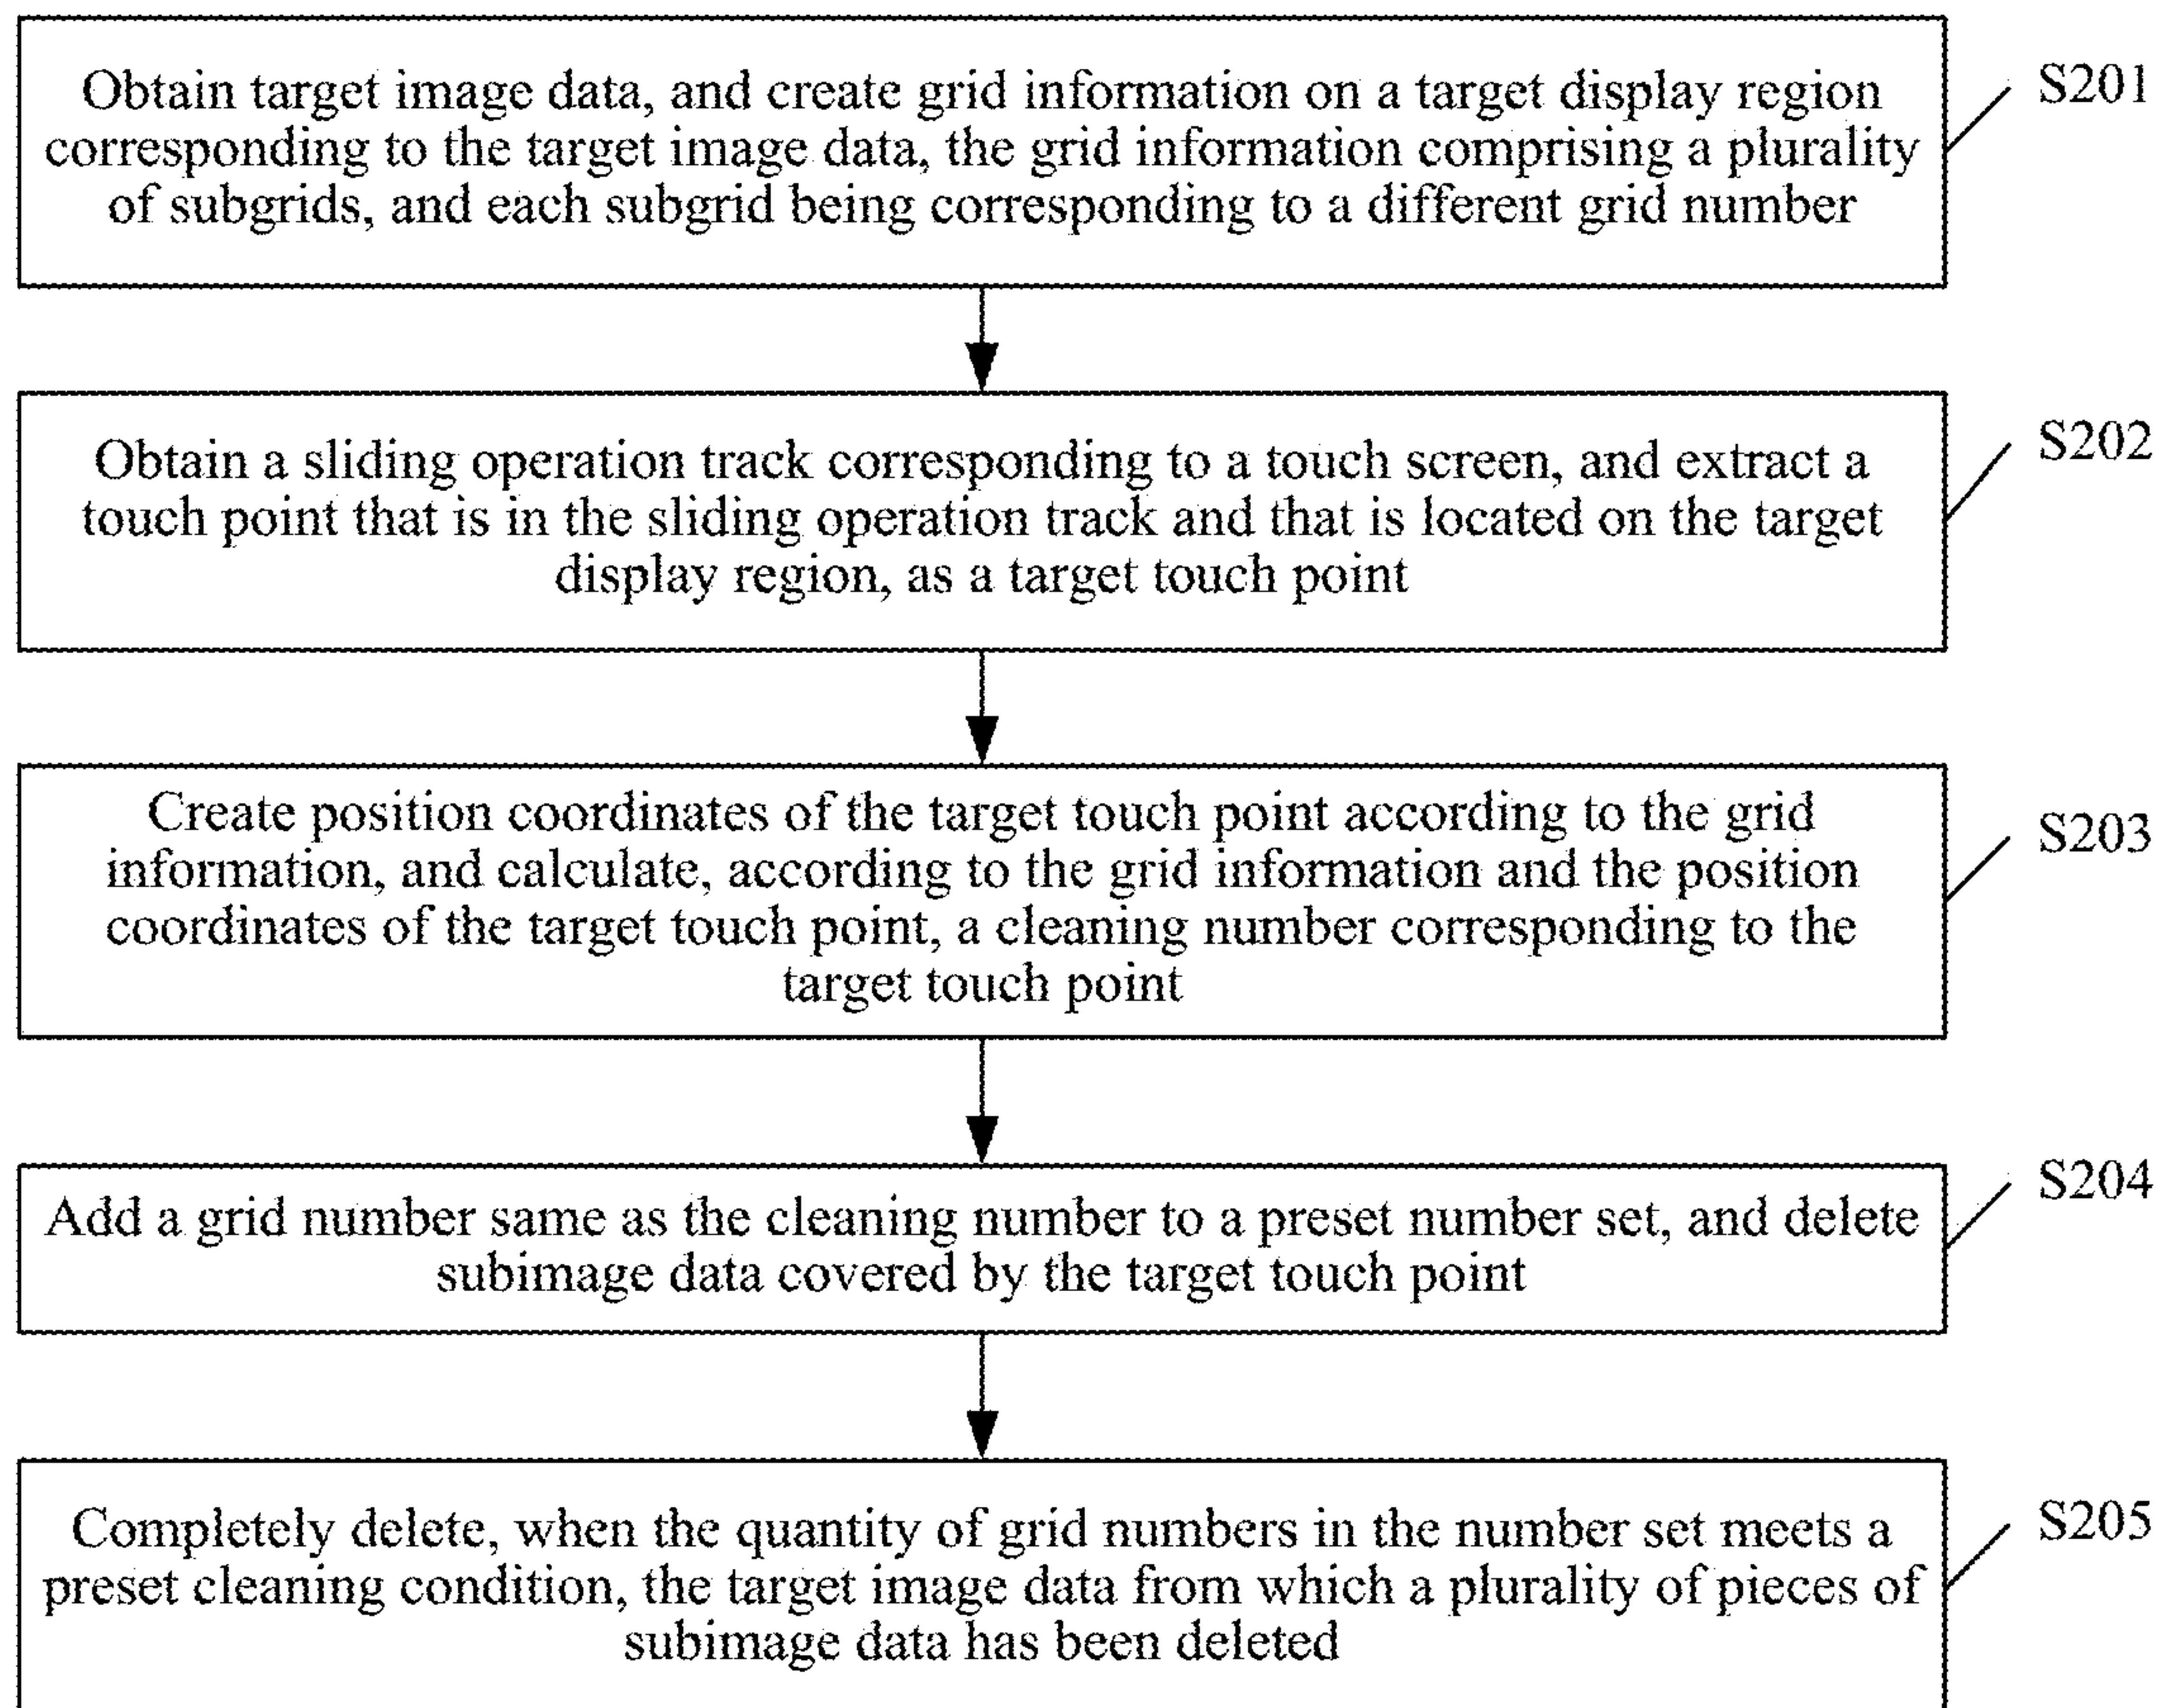 Obtain target image data, and create grid information on a target display region
corresponding to the target image data, the grid information comprising a plurality
of subgrids, and each subgrid being corresponding to a different grid number
S201
Obtain a sliding operation track corresponding to a touch screen, and extract a
touch point that is in the sliding operation track and that is located on the target
display region, as a target touch point
S202
Create position coordinates of the target touch point according to the grid
information, and calculate, according to the grid information and the position
coordinates of the target touch point, a cleaning number corresponding to the
target touch point
S203
Add a grid number same as the cleaning number to a preset number set, and delete
subimage data covered by the target touch point
S204
Completely delete, when the quantity of grid numbers in the number set meets a
preset cleaning condition, the target image data from which a plurality of pieces of
subimage data has been deleted
S205